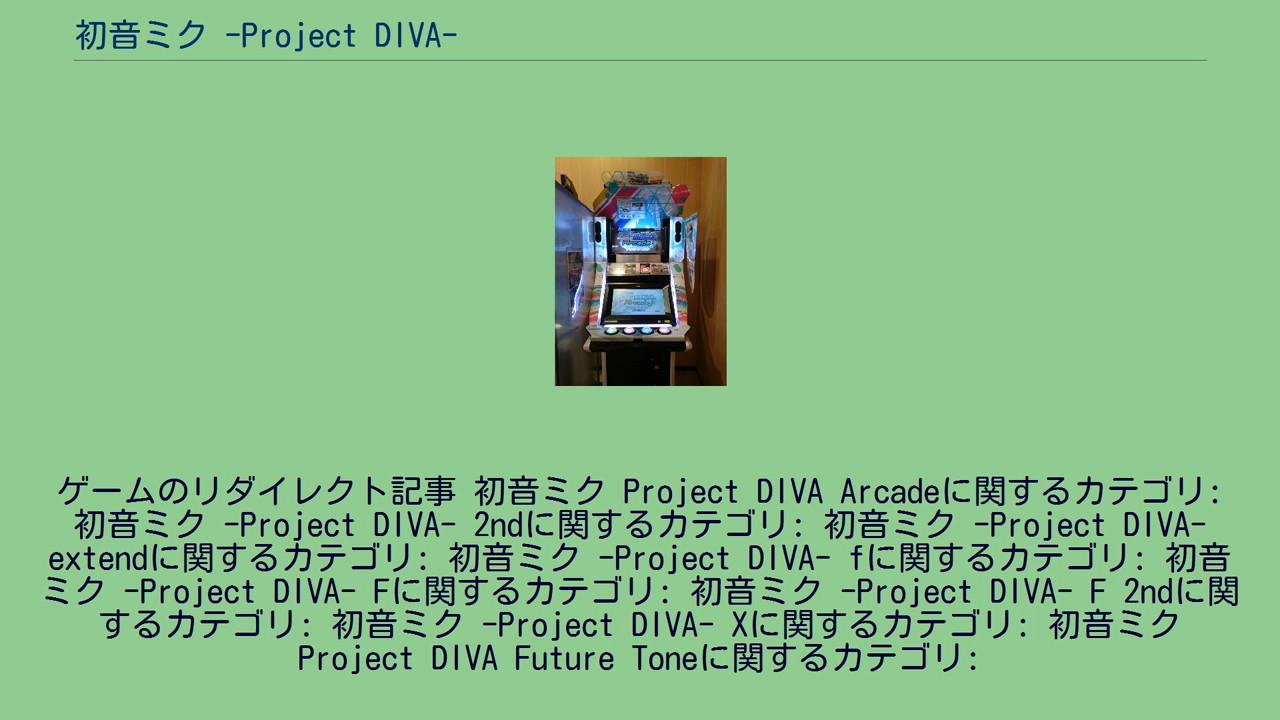 初音ミク -Project DIVA-
ゲームのリダイレクト記事 初音ミク Project DIVA Arcadeに関するカテゴリ:
初音ミク -Project DIVA- 2ndに関するカテゴリ: 初音ミク -Project DIVA-
extendに関するカテゴリ: 初音ミク -Project DIVA- fに関するカテゴリ: 初音
ミク -Project DIVA- Fに関するカテゴリ: 初音ミク -Project DIVA- F 2ndに関
するカテゴリ: 初音ミク -Project DIVA- Xに関するカテゴリ: 初音ミク
Project DIVA Future Toneに関するカテゴリ: